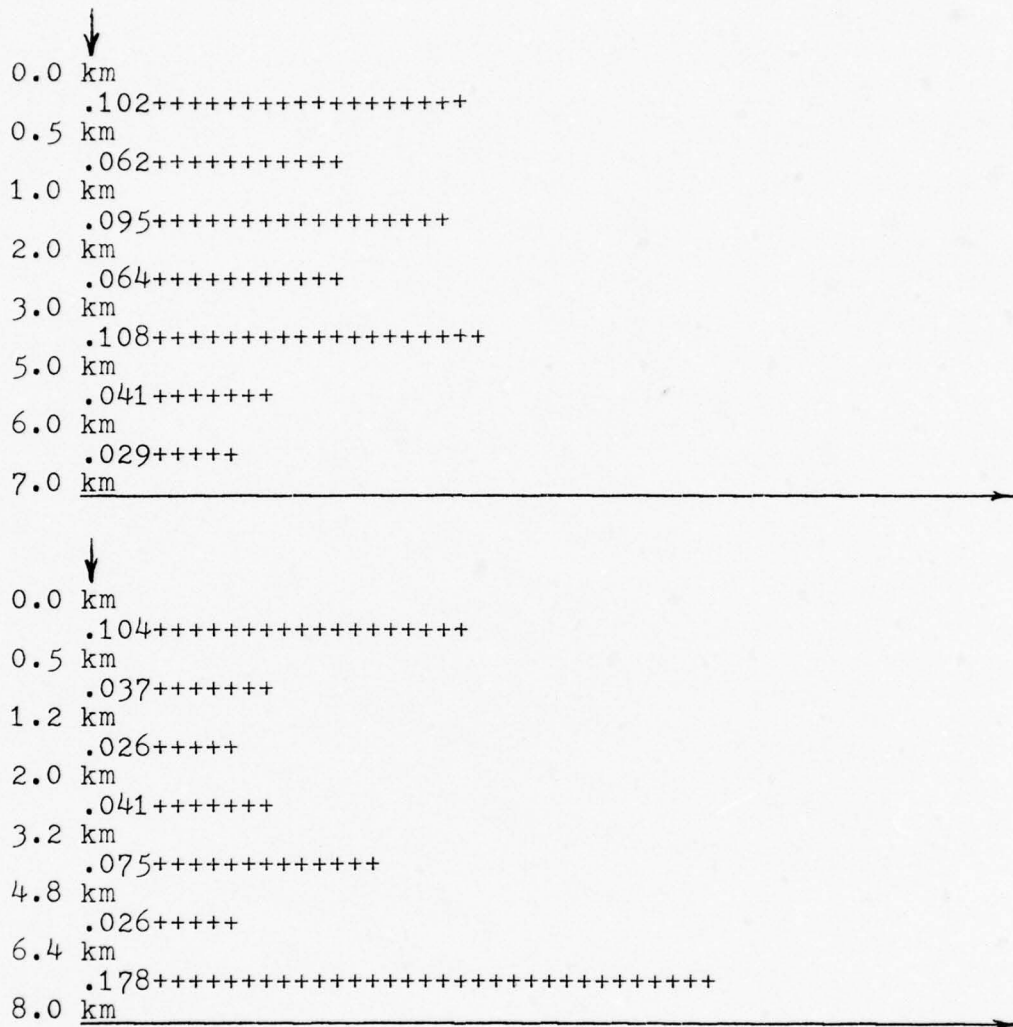 0.0 km
.102++++++++++++++++++
0.5 km
.062+++++++++++
1.0 km
.095+++++++++++++++++
2.0 km
.064+++++++++++
3.0 km
.108+++++++++++++++++++
5.0 km
.041+++++++
6.0 km
.029+++++
7.0 km
0.0 km
.104++++++++++++++++++
0.5 km
.037+++++++
1.2 km
.026+++++
2.0 km
.041+++++++
3.2 km
.075+++++++++++++
4.8 km
.026+++++
6.4 km
.178++++++++++++++++++++++++++++++++
8.0 km